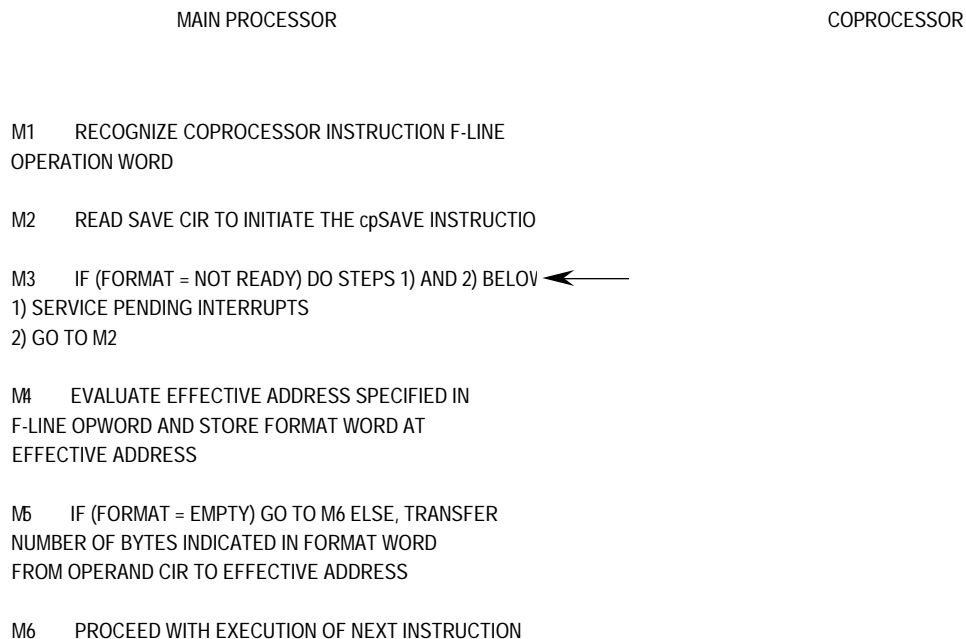 MAIN PROCESSOR COPROCESSOR
M1 RECOGNIZE COPROCESSOR INSTRUCTION F-LINE
OPERATION WORD
M2 READ SAVE CIR TO INITIATE THE cpSAVE INSTRUCTIO
M3 IF (FORMAT = NOT READY) DO STEPS 1) AND 2) BELOV
1) SERVICE PENDING INTERRUPTS
2) GO TO M2
M4 EVALUATE EFFECTIVE ADDRESS SPECIFIED IN
F-LINE OPWORD AND STORE FORMAT WORD AT
EFFECTIVE ADDRESS
M5 IF (FORMAT = EMPTY) GO TO M6 ELSE, TRANSFER
NUMBER OF BYTES INDICATED IN FORMAT WORD
FROM OPERAND CIR TO EFFECTIVE ADDRESS
M6 PROCEED WITH EXECUTION OF NEXT INSTRUCTION